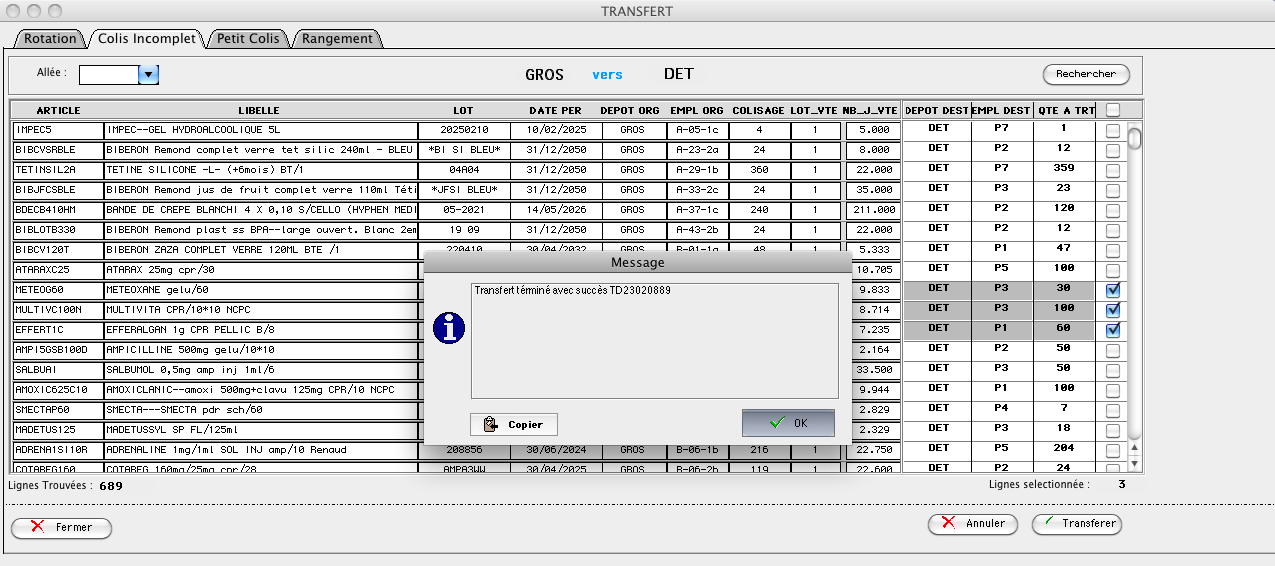 TRANSFERT
Rotation Colis Incomplet Petit Colis Rangement
Allée : GROS vers DET Rechercher
ARTICLE LIBELLE LOT DATE PER DEPOT ORG EMPL ORG COLISAGE LOT_VTE NB_J_VTE DEPOT DEST EMPL DEST QTE A TRT
IMPEC5 IMPEC--GEL HYDROALCOOLIQUE 5L 20250210 10/02/2025 GROS A-05-1c 4 1 5.000 DET P7 1
BIBCVSRBLE BIBERON Remond complet verre tet silic 240ml - BLEU *BI SI BLEU* 31/12/2050 GROS A-23-2a 24 1 8.000 DET P2 12
TETINSIL2A TETINE SILICONE -L- (+6mois) BT/1 04A04 31/12/2050 GROS A-29-1b 360 1 22.000 DET P7 359
BIBJFCSBLE BIBERON Remond jus de fruit complet verre 110ml Téti *JFSI BLEU* 31/12/2050 GROS A-33-2c 24 1 35.000 DET P3 23
BDECB410HM BANDE DE CREPE BLANCHI 4 X 0,10 S/CELLO (HYPHEN MEDI 05-2021 14/05/2026 GROS A-37-1c 240 1 211.000 DET P2 120
BIBLOTB330 BIBERON Remond plast ss BPA--large ouvert. Blanc 2em 19 09 31/12/2050 GROS A-43-2b 24 1 22.000 DET P2 12
BIBCV120T BIBERON ZAZA COMPLET VERRE 120ML BTE /1 220410 30/04/2032 GROS B-01-1a 48 1 5.333 DET P1 47
ATARAXC25 ATARAX 25mg cpr/30 10.705 DET P5 100
METEOG60 METEOXANE gelu/60 9.833 DET P3 30
MULTIVC100N MULTIVITA CPR/10*10 NCPC 8.714 DET P3 100
EFFERT1C EFFERALGAN 1g CPR PELLIC B/8 7.235 DET P1 60
AMPI5GSB100D AMPICILLINE 500mg gelu/10*10 2.164 DET P2 50
SALBUAI SALBUMOL 0,5mg amp inj 1ml/6 33.500 DET P3 50
AMOXIC625C10 AMOXICLANIC--amoxi 500mg+clavu 125mg CPR/10 NCPC 9.944 DET P1 100
SMECTAP60 SMECTA---SMECTA pdr sch/60 2.829 DET P4 7
MADETUS125 MADETUSSYL SP FL/125ml 2.329 DET P3 18
ADRENA1SI10R ADRENALINE 1mg/1ml SOL INJ amp/10 Renaud 208856 30/06/2024 GROS B-06-1b 216 1 22.750 DET P5 204
COTAREG160 COTAREG 160mg/25mg cpr/28 AMPA3WW 30/04/2025 GROS B-06-2b 119 1 22.600 DET P2 24
Message
Transfert términé avec succès TD23020889
Copier OK
Lignes Trouvées : 689 Lignes selectionnée : 3
Fermer Annuler Transferer